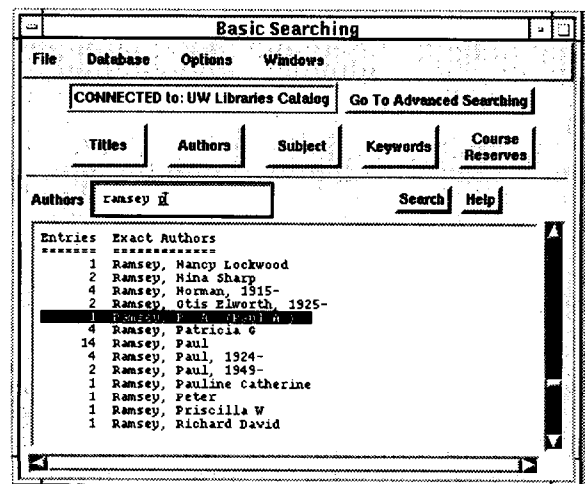 Basic Searching
File Database Options Windows
CONNECTED to: UW Libraries Catalog Go To Advanced Searching
Titles Authors Subject Keywords Course Reserves
Authors ramsey p Search Help
Entries Exact Authors
======= =============
1 Ramsey, Nancy Lockwood
2 Ramsey, Nina Sharp
4 Ramsey, Norman, 1915-
2 Ramsey, Otis Elworth, 1925-
1 Ramsey, P A (Paul A)
4 Ramsey, Patricia G
14 Ramsey, Paul
4 Ramsey, Paul, 1924-
2 Ramsey, Paul, 1949-
1 Ramsey, Pauline Catherine
1 Ramsey, Peter
1 Ramsey, Priscilla W
1 Ramsey, Richard David